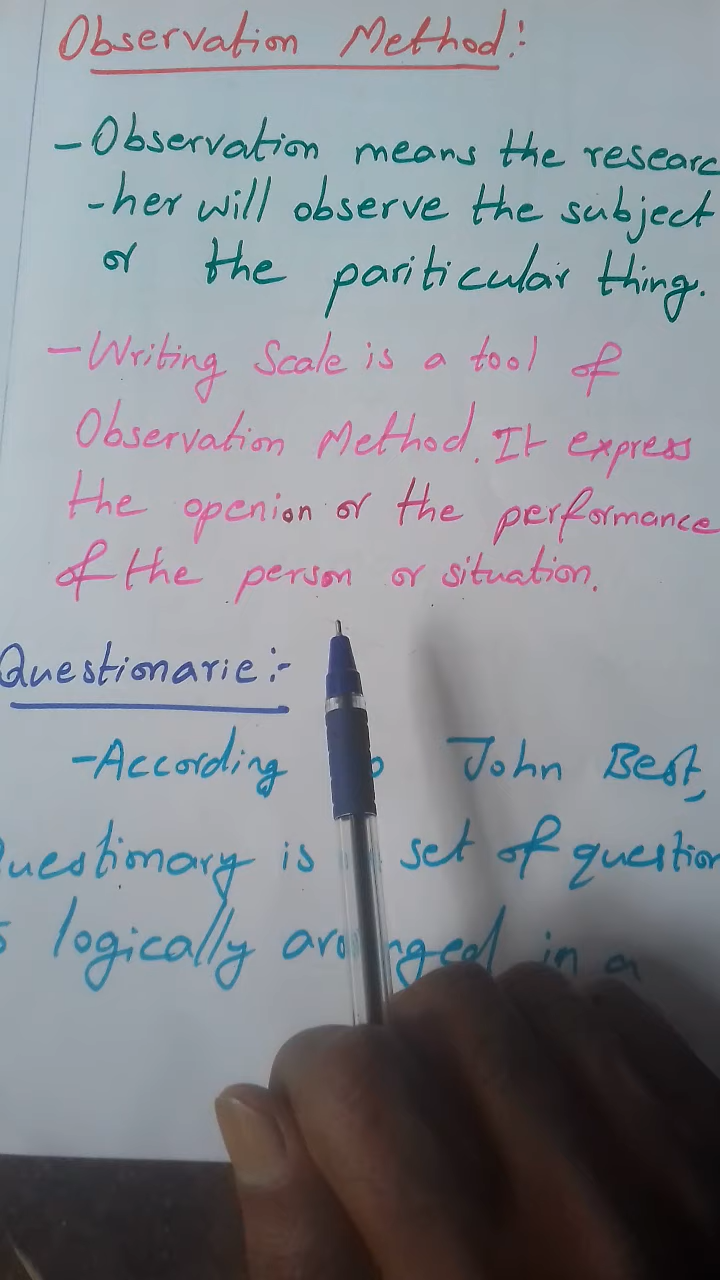 Observation Method:-
- Observation means the researc
-her will observe the subject
or the pariticular thing.
- Writing Scale is a tool of
Observation Method. It express
the openion or the performance
of the person or situation.
Questionarie:-
- According John Best,
uestionary is set of question
s logically in a